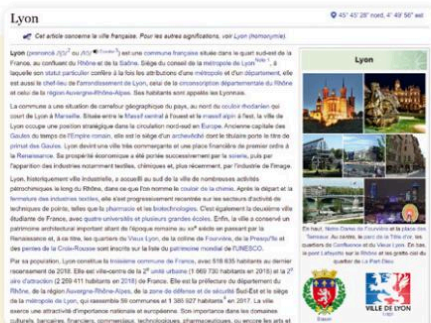 Lyon
45° 45′ 28″ nord, 4° 49′ 56″ est
Cet article concerne la ville française. Pour les autres significations, voir Lyon (homonymie).
Lyon (prononcé est une commune française située dans le quart sud-est de la
France, au confluent du Rhône et de la Saône. Siège du conseil de la métropole de Lyon, à
laquelle son statut particulier confère à la fois les attributions d'une métropole et d'un département, elle
est aussi le chef-lieu de l'arrondissement de Lyon, celui de la circonscription départementale du Rhône
et celui de la région Auvergne-Rhône-Alpes. Ses habitants sont appelés les Lyonnais.
La commune a une situation de carrefour géographique du pays, au nord du couloir rhodanien qui
court de Lyon à Marseille. Située entre le Massif central à l'ouest et le massif alpin à l'est, la ville de
Lyon occupe une position stratégique dans la circulation nord-sud en Europe. Ancienne capitale des
Gaules du temps de l'Empire romain, elle est le siège d'un archevêché dont le titulaire porte le titre de
primat des Gaules. Lyon devint une ville très commerçante et une place financière de premier ordre à
la Renaissance. Sa prospérité économique a été portée successivement par la soierie, puis par
l'apparition des industries notamment textiles, chimiques et, plus récemment, par l'industrie de l'image.
Lyon, historiquement ville industrielle, a accueilli au sud de la ville de nombreuses activités
pétrochimiques le long du Rhône, dans ce que l'on nomme le couloir de la chimie. Après le départ et la
fermeture des industries textiles, elle s'est progressivement recentrée sur les secteurs d'activité de
techniques de pointe, telles que la pharmacie et les biotechnologies. C'est également la deuxième ville
étudiante de France, avec quatre universités et plusieurs grandes écoles. Enfin, la ville a conservé un
patrimoine architectural important allant de l'époque romaine au XXe siècle en passant par la
Renaissance et, à ce titre, les quartiers du Vieux Lyon, de la colline de Fourvière, de la Presqu'île et
des pentes de la Croix-Rousse sont inscrits sur la liste du patrimoine mondial de l'UNESCO.
Par sa population, Lyon constitue la troisième commune de France, avec 518 635 habitants au dernier
recensement de 2018. Elle est ville-centre de la 2e unité urbaine (1 669 730 habitants en 2018) et la 2e
aire d'attraction (2 269 411 habitants en 2018) de France. Elle est la préfecture du département du
Rhône, de la région Auvergne-Rhône-Alpes, de la zone de défense et de sécurité Sud-Est et le siège
de la métropole de Lyon, qui rassemble 59 communes et 1 385 927 habitants en 2017. La ville
exerce une attractivité d'importance nationale et européenne. Son importance dans les domaines
culturels, bancaires, financiers, commerciaux, technologiques, pharmaceutiques, ou encore les arts et
Lyon
En haut, Notre-Dame de Fourvière et la place des
Terreaux. Au centre, le parc de la Tête d'Or, les
quartiers de Confluence et du Vieux Lyon. En bas,
le pont Lafayette sur le Rhône et les gratte-ciel du
quartier de La Part-Dieu.
VILLE DE
LYON
Blason